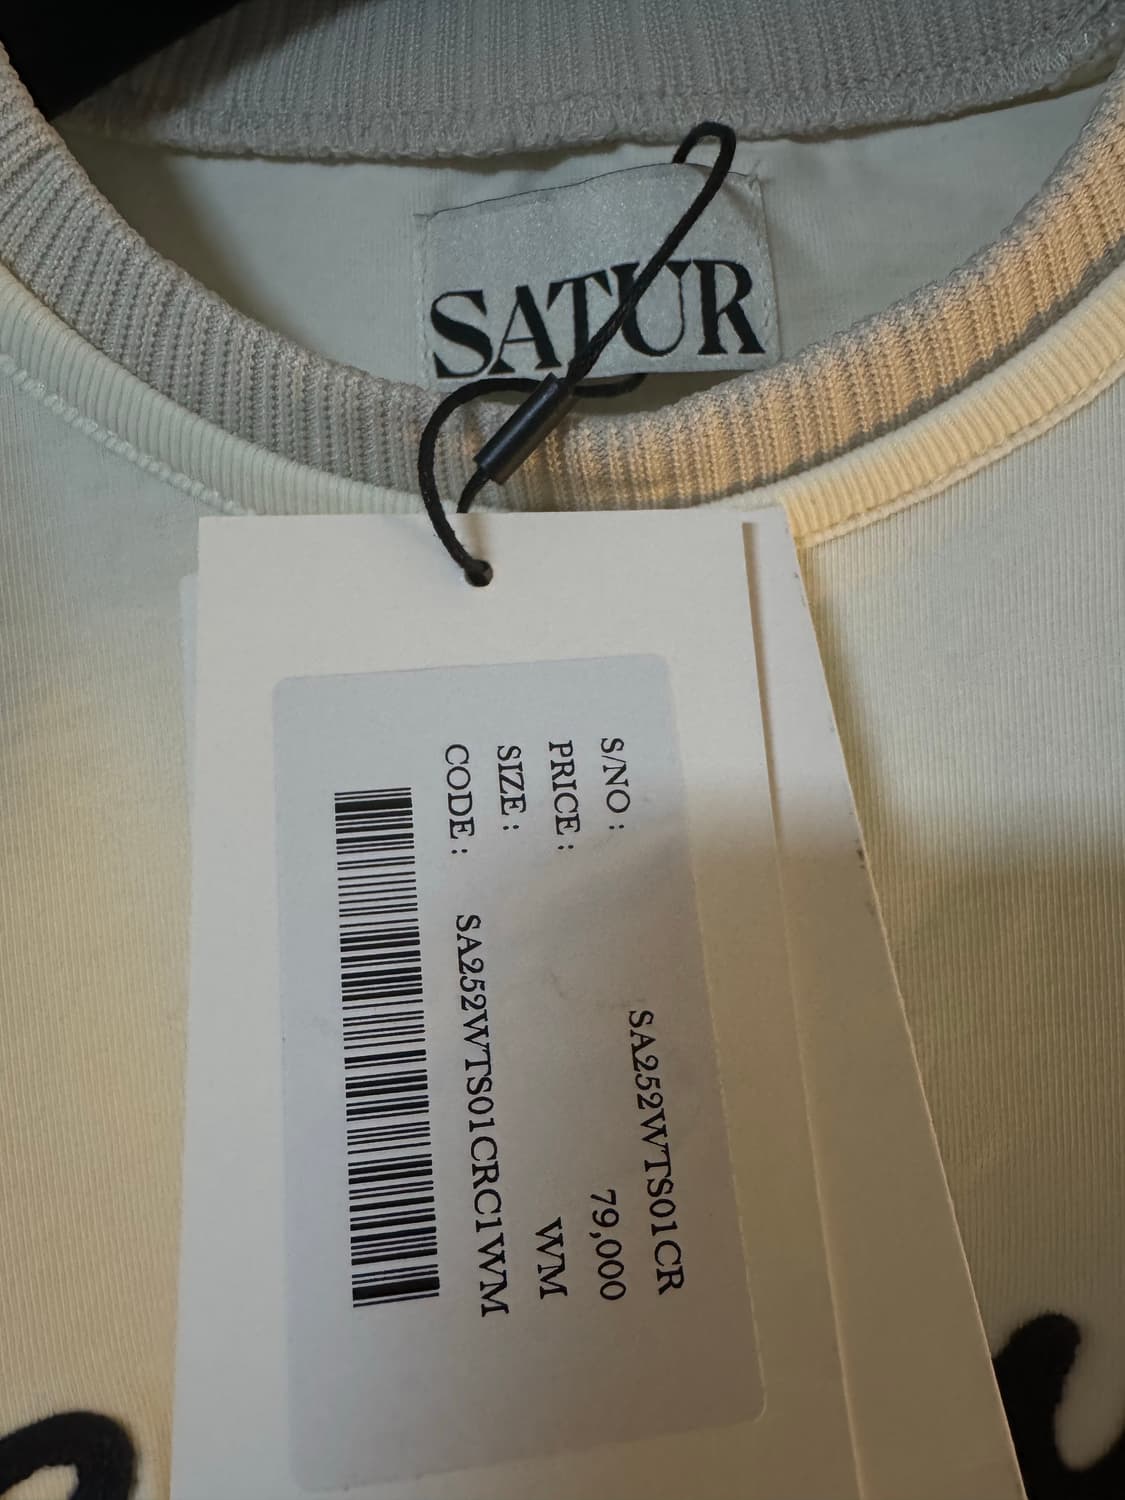 SATUR
S/NO : SA252WTS01CR
PRICE : 79,000
SIZE : WM
CODE : SA252WTS01CRC1WM